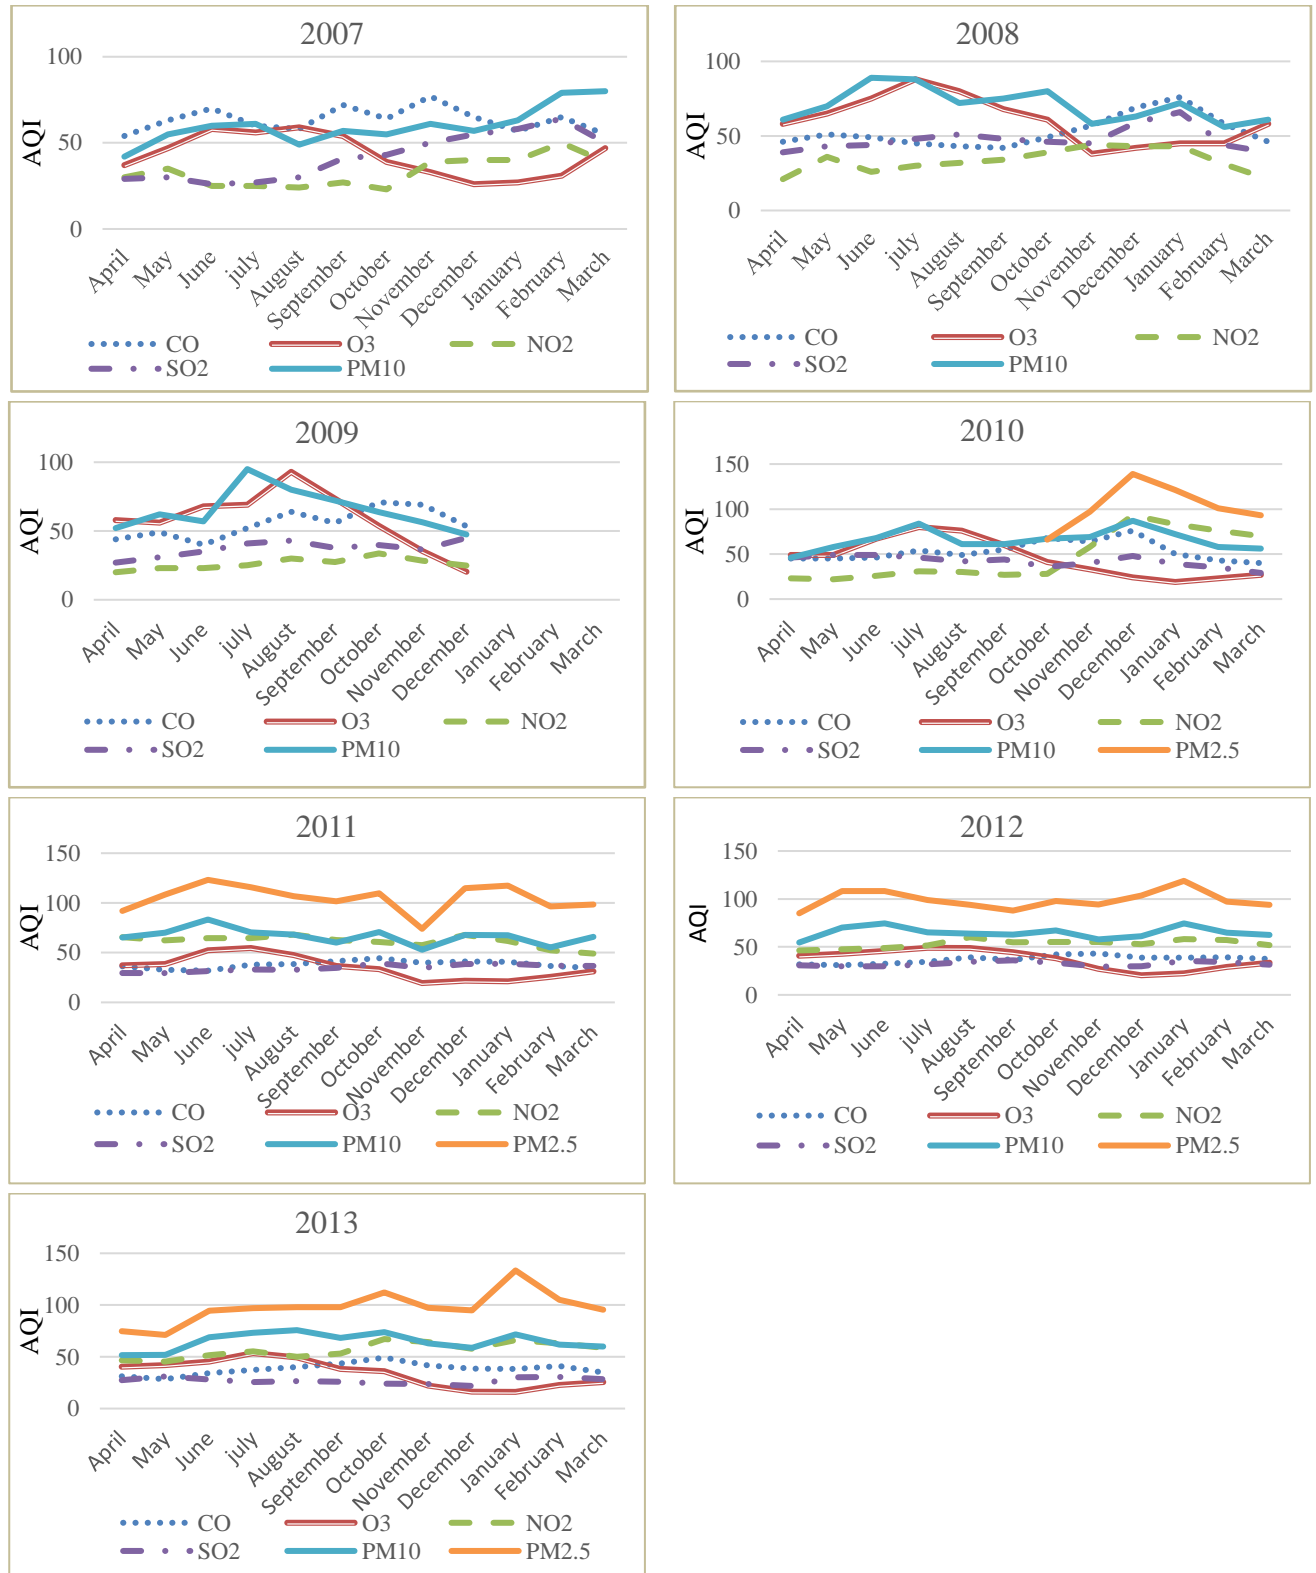 2007
100
50
0
AQI
April
May
June
july
August
September
October
November
December
January
February
March
CO
O3
NO2
SO2
PM10
2008
100
50
0
AQI
April
May
June
july
August
September
October
November
December
January
February
March
CO
O3
NO2
SO2
PM10
2009
100
50
0
AQI
April
May
June
july
August
September
October
November
December
January
February
March
CO
O3
NO2
SO2
PM10
2010
150
100
50
0
AQI
April
May
June
july
August
September
October
November
December
January
February
March
CO
O3
NO2
SO2
PM10
PM2.5
2011
150
100
50
0
AQI
April
May
June
july
August
September
October
November
December
January
February
March
CO
O3
NO2
SO2
PM10
PM2.5
2012
150
100
50
0
AQI
April
May
June
july
August
September
October
November
December
January
February
March
CO
O3
NO2
SO2
PM10
PM2.5
2013
150
100
50
0
AQI
April
May
June
july
August
September
October
November
December
January
February
March
CO
O3
NO2
SO2
PM10
PM2.5